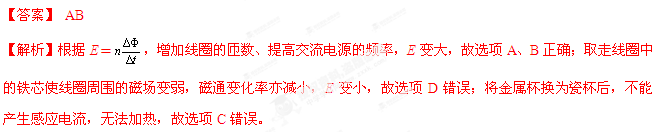 【答案】 AB
【解析】根据 E＝nΔΦ/Δt，增加线圈的匝数、提高交流电源的频率，E 变大，故选项 A、B 正确；取走线圈中
的铁芯使线圈周围的磁场变弱，磁通变化率亦减小，E 变小，故选项 D 错误；将金属杯换为瓷杯后，不能
产生感应电流，无法加热，故选项 C 错误。